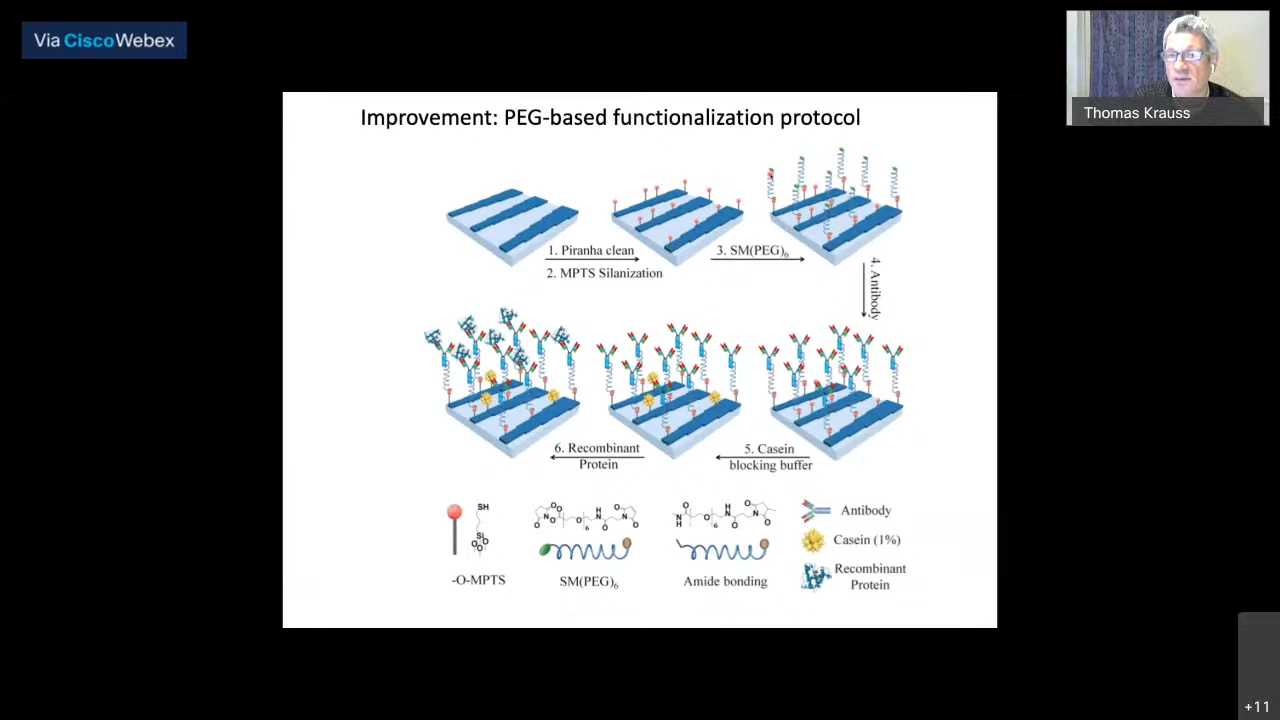 Via CiscoWebex
Thomas Krauss
Improvement: PEG-based functionalization protocol
1. Piranha clean
2. MPTS Silanization
3. SM(PEG)₆
4. Antibody
5. Casein
blocking buffer
6. Recombinant
Protein
SH
Si
-O-MPTS
SM(PEG)₆
Amide bonding
Antibody
Casein (1%)
Recombinant
Protein
+11